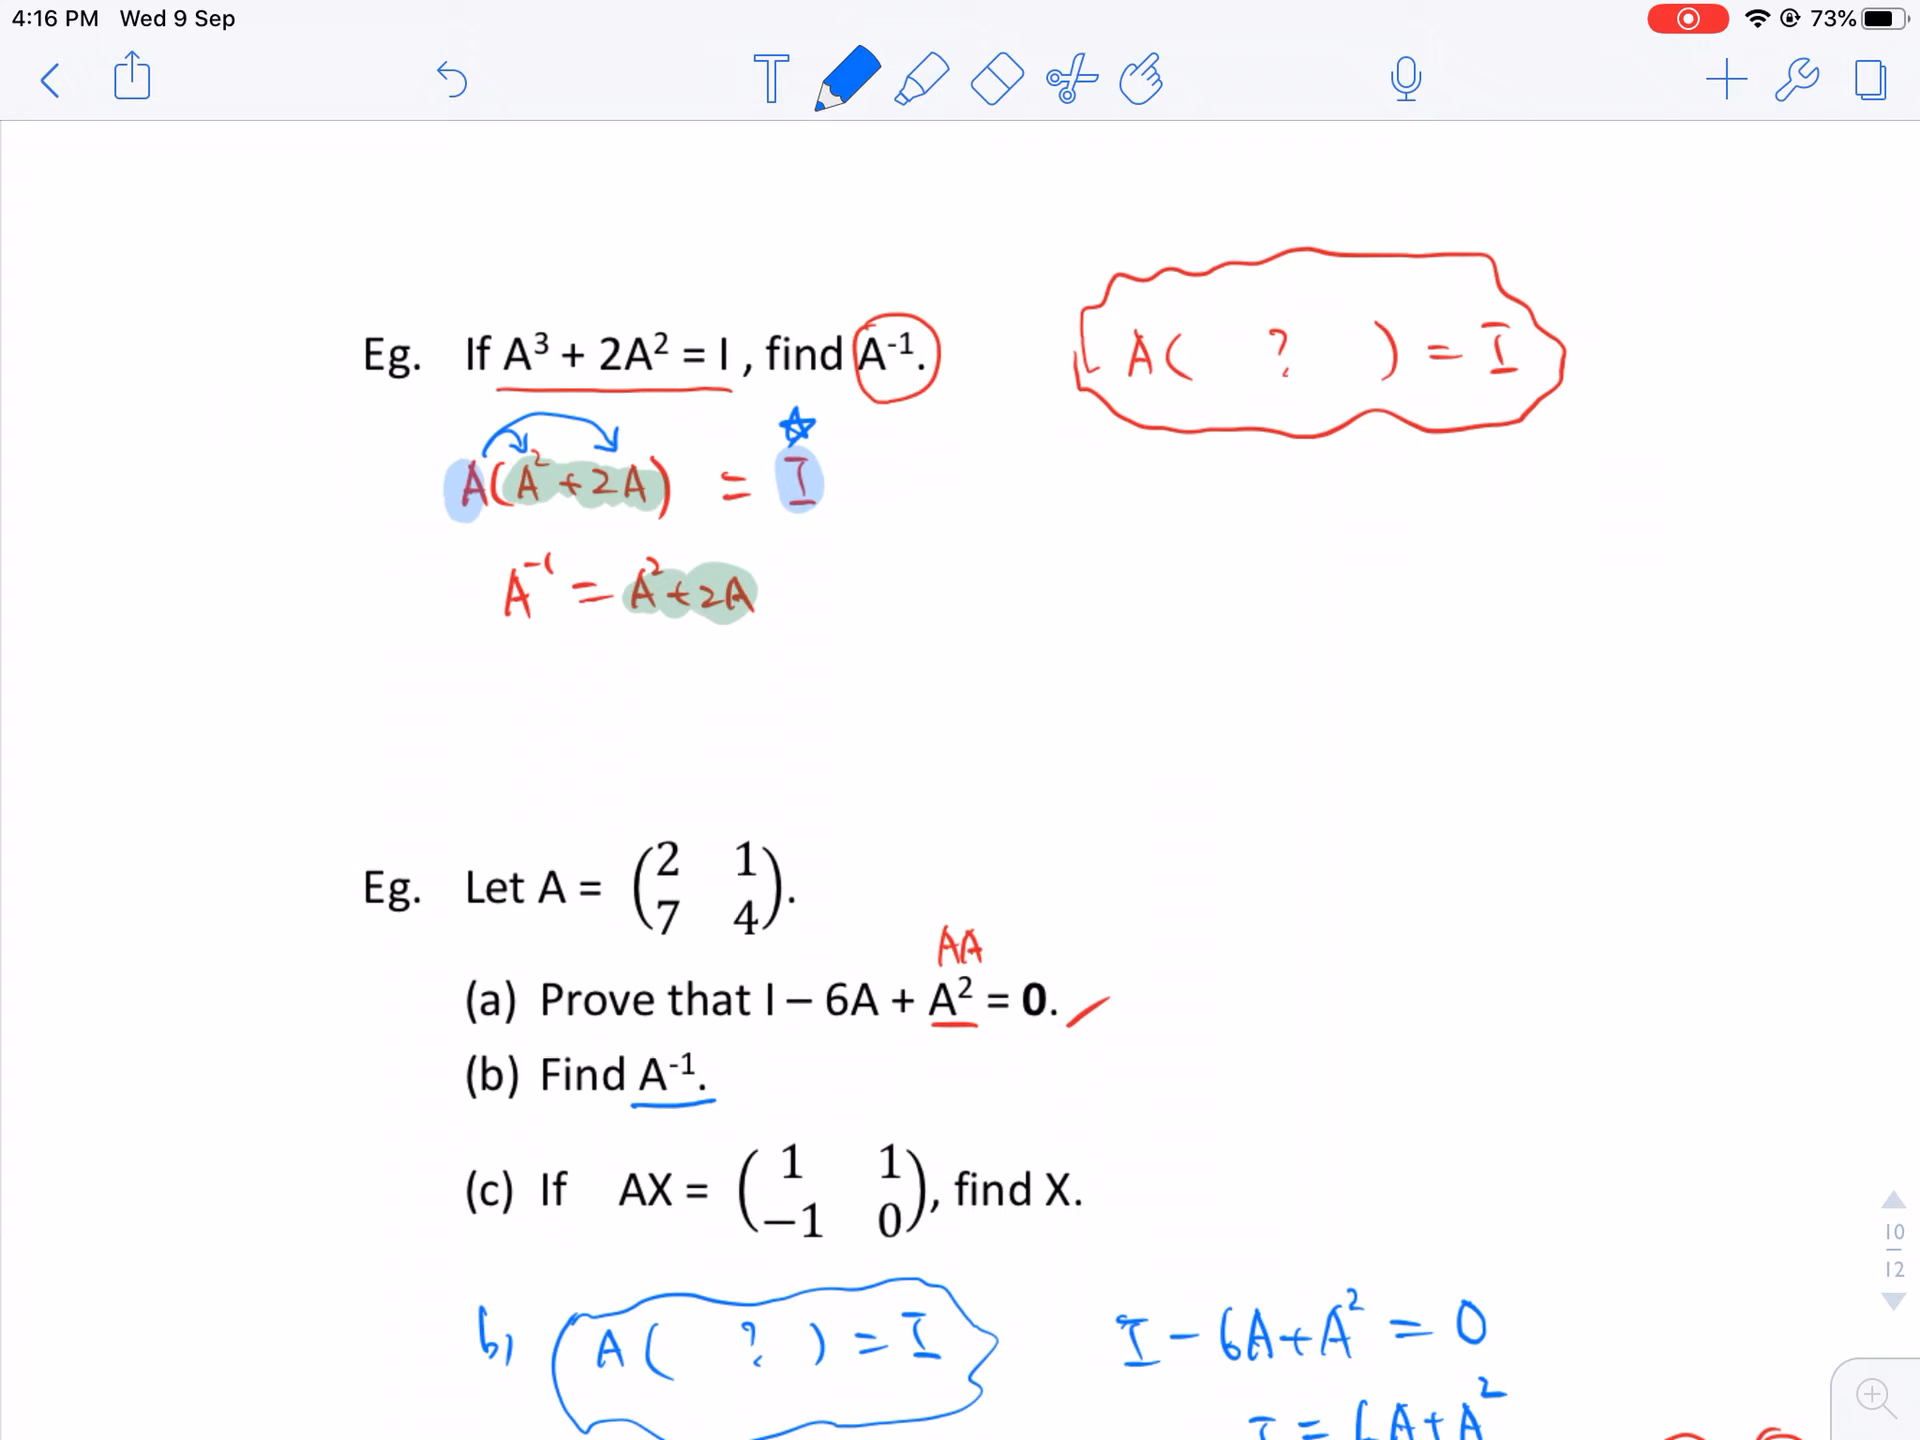 4:16 PM Wed 9 Sep 73%
T
Eg. If A³ + 2A² = I , find A⁻¹.
A( ? ) = I
A(A²+2A) = I
A⁻¹ = A²+2A
Eg. Let A = (2 1
7 4).
AA
(a) Prove that I – 6A + A² = 0.
(b) Find A⁻¹.
(c) If AX = (1 1
−1 0), find X.
10
12
b) A( ? ) = I
I − 6A + A² = 0
I = 6A + A²